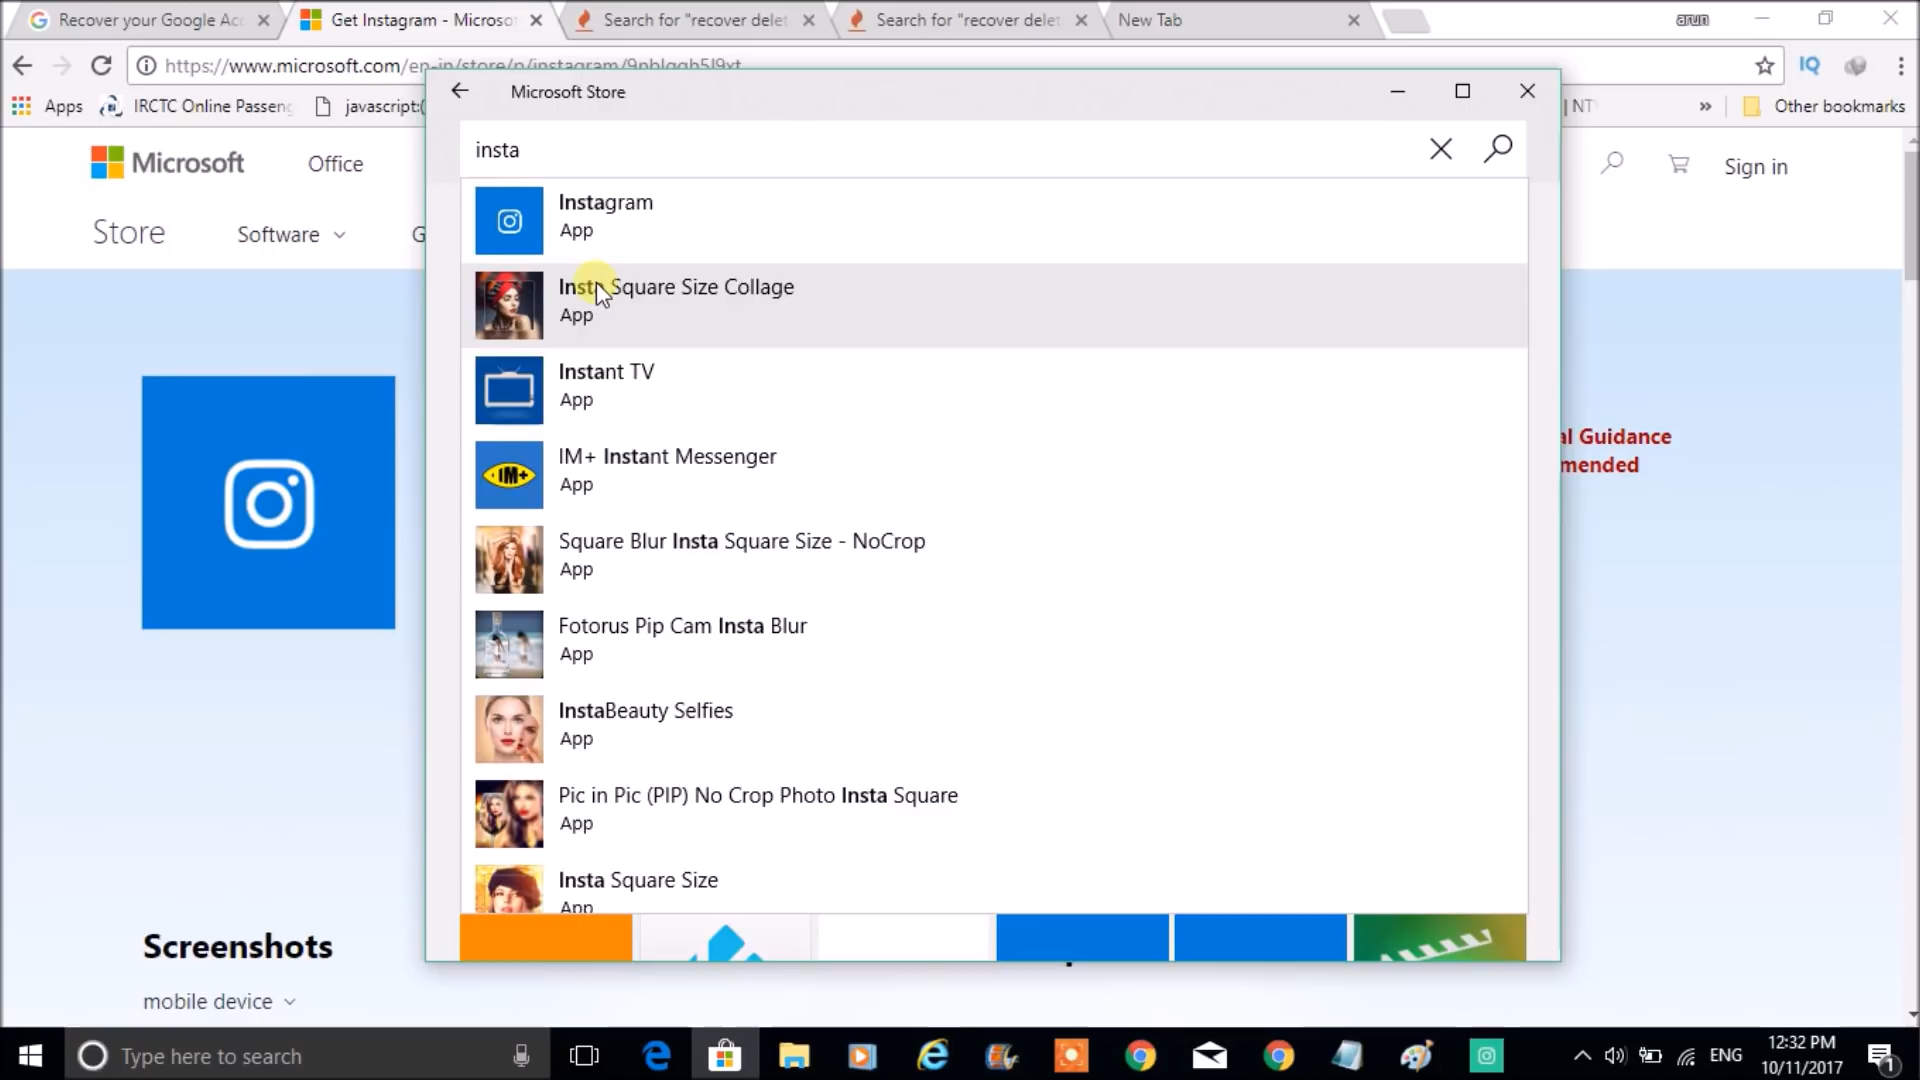 Recover your Google Acc
Get Instagram - Microso
Search for "recover delet
Search for "recover delet
New Tab
arun
https://www.microsoft.com/en-in/store/p/instagram/9nblggh5l9xt
IQ
Apps
IRCTC Online Passeng
javascript:(
| NT
»
Other bookmarks
Microsoft
Office
Sign in
Store
Software
G
Microsoft Store
insta
Instagram
App
Insta Square Size Collage
App
Instant TV
App
IM+
IM+ Instant Messenger
App
Square Blur Insta Square Size - NoCrop
App
Fotorus Pip Cam Insta Blur
App
InstaBeauty Selfies
App
Pic in Pic (PIP) No Crop Photo Insta Square
App
Insta Square Size
App
al Guidance
mended
Screenshots
mobile device
Type here to search
ENG
12:32 PM
10/11/2017
1